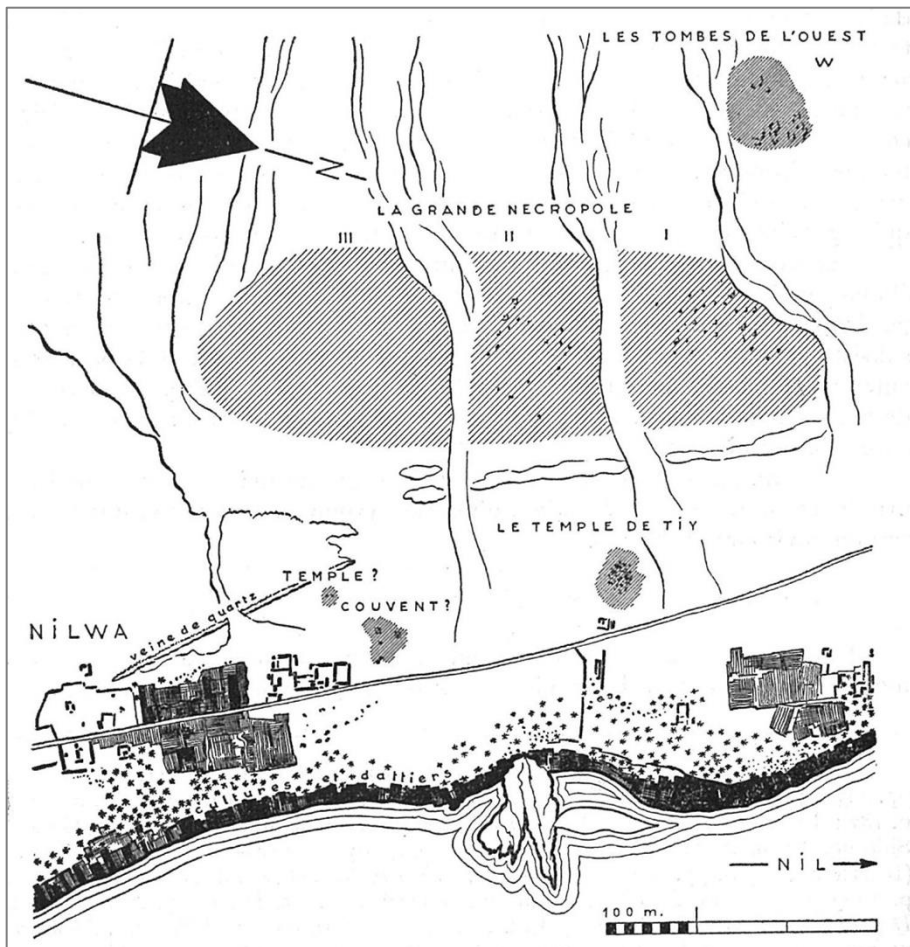 LES TOMBES DE L'OUEST
W
N
LA GRANDE NECROPOLE
III II I
LE TEMPLE DE TIY
TEMPLE ?
COUVENT ?
veine de quartz
NILWA
cultures et dattiers
NIL
100 m.